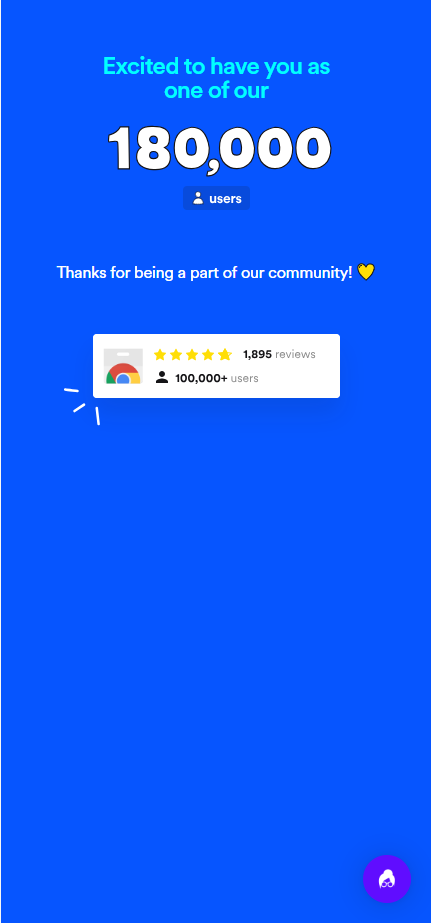 Excited to have you as
one of our
180,000
users
Thanks for being a part of our community! 💛
1,895 reviews
100,000+ users